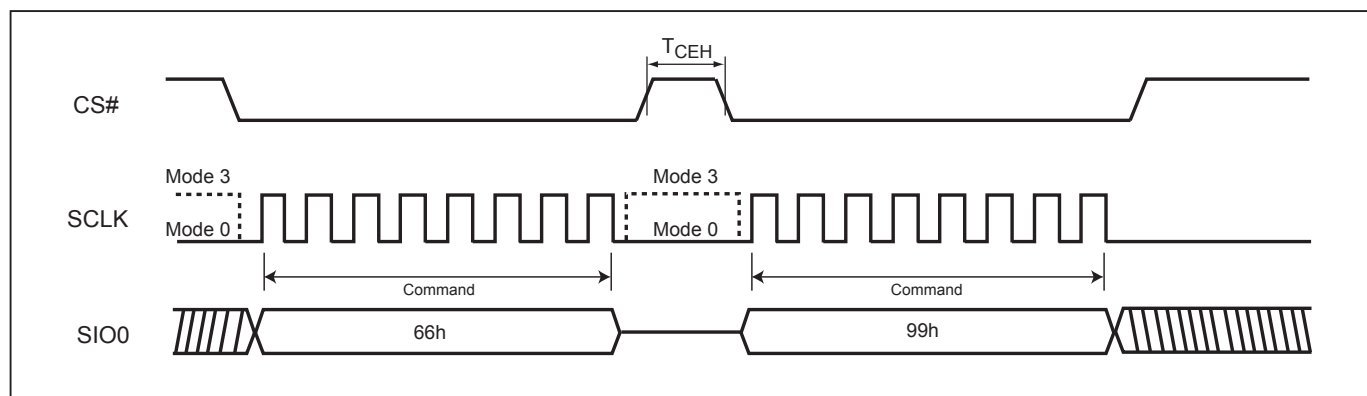 TCEH
CS#
Mode 3
Mode 3
SCLK
Mode 0
Mode 0
Command
Command
SIO0
66h
99h